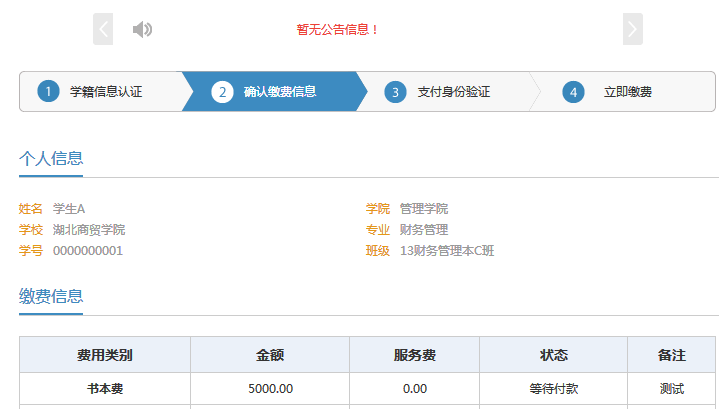 暂无公告信息！
1 学籍信息认证 2 确认缴费信息 3 支付身份验证 4 立即缴费
个人信息
姓名 学生A 学院 管理学院
学校 湖北商贸学院 专业 财务管理
学号 0000000001 班级 13财务管理本C班
缴费信息
费用类别 金额 服务费 状态 备注
书本费 5000.00 0.00 等待付款 测试